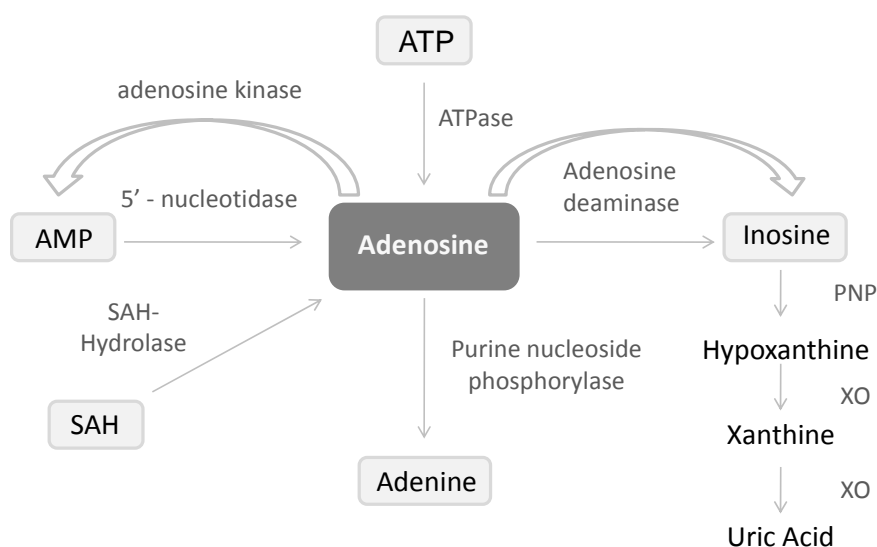 ATP
adenosine kinase
ATPase
Adenosine
deaminase
5’ - nucleotidase
AMP
Adenosine
Inosine
PNP
SAH-
Hydrolase
Purine nucleoside
phosphorylase
Hypoxanthine
XO
SAH
Xanthine
Adenine
XO
Uric Acid